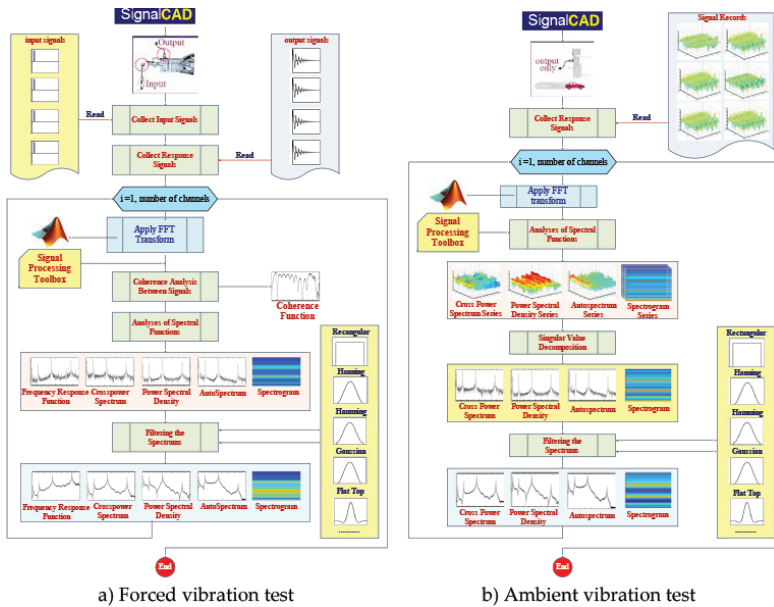 SignalCAD
input signals
Output
Input
output signals
Read
Collect Input Signals
Collect Response
Signals
Read
i =1, number of channels
Apply FFT
Transform
Signal
Processing
Toolbox
Coherence Analysis
Between Signals
Coherence
Function
Analyses of Spectral
Functions
Recrangular
Hanning
Hamming
Gaussian
Flat Top
..........
Frequency Response
Function
Crosspower
Spectrum
Power Spectral
Density
AutoSpectrum
Spectrogram
Filtering the
Spectrums
Frequency Response
Function
Crosspower
Spectrum
Power Spectral
Density
AutoSpectrum
Spectrogram
End
a) Forced vibration test
SignalCAD
output
only
Signal Records
Collect Response
Signals
Read
i =1, number of channels
Apply FFT
transform
Signal
Processing
Toolbox
Analyses of Spectral
Functions
Cross Power
Spectrum Series
Power Spectral
Density Series
Autospectrum
Series
Spectrogram
Series
Singular Value
Decomposition
Rectangular
Hanning
Hamming
Gaussian
Flat Top
..........
Cross Power
Spectrum
Power Spectral
Density
Autospectrum
Spectrogram
Filtering the
Spectrum
Cross Power
Spectrum
Power Spectral
Density
Autospectrum
Spectrogram
End
b) Ambient vibration test